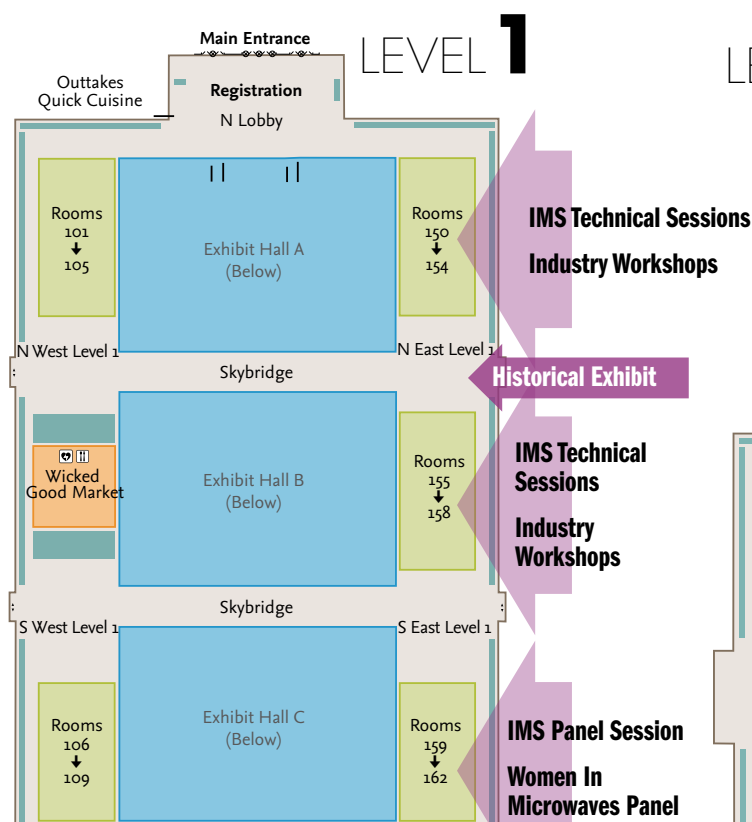 Main Entrance
LEVEL 1
LE
Outtakes
Quick Cuisine
Registration
N Lobby
Rooms
101
105
Exhibit Hall A
(Below)
Rooms
150
154
IMS Technical Sessions
Industry Workshops
N West Level 1
Skybridge
N East Level 1
Historical Exhibit
Wicked
Good Market
Exhibit Hall B
(Below)
Rooms
155
158
IMS Technical
Sessions
Industry
Workshops
Skybridge
S West Level 1
S East Level 1
Rooms
106
109
Exhibit Hall C
(Below)
Rooms
159
162
IMS Panel Session
Women In
Microwaves Panel